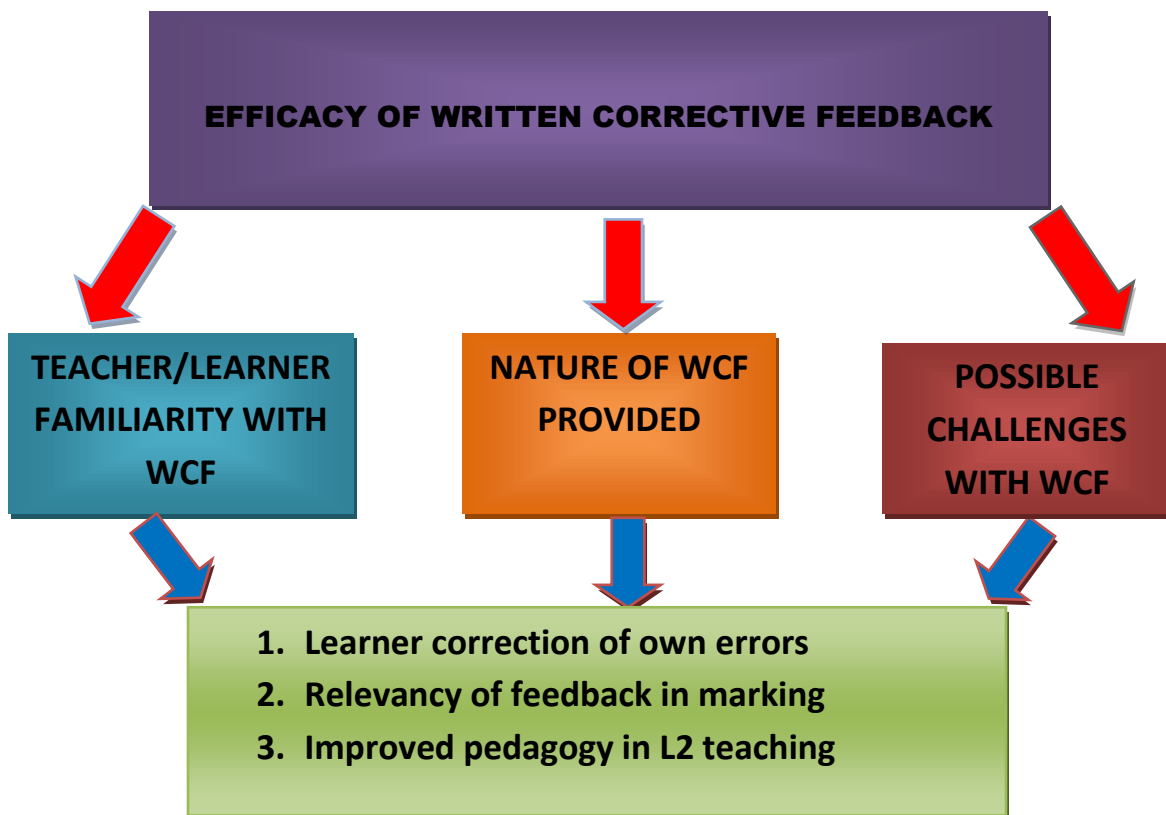 EFFICACY OF WRITTEN CORRECTIVE FEEDBACK
TEACHER/LEARNER
FAMILIARITY WITH
WCF
NATURE OF WCF
PROVIDED
POSSIBLE
CHALLENGES
WITH WCF
1. Learner correction of own errors
2. Relevancy of feedback in marking
3. Improved pedagogy in L2 teaching